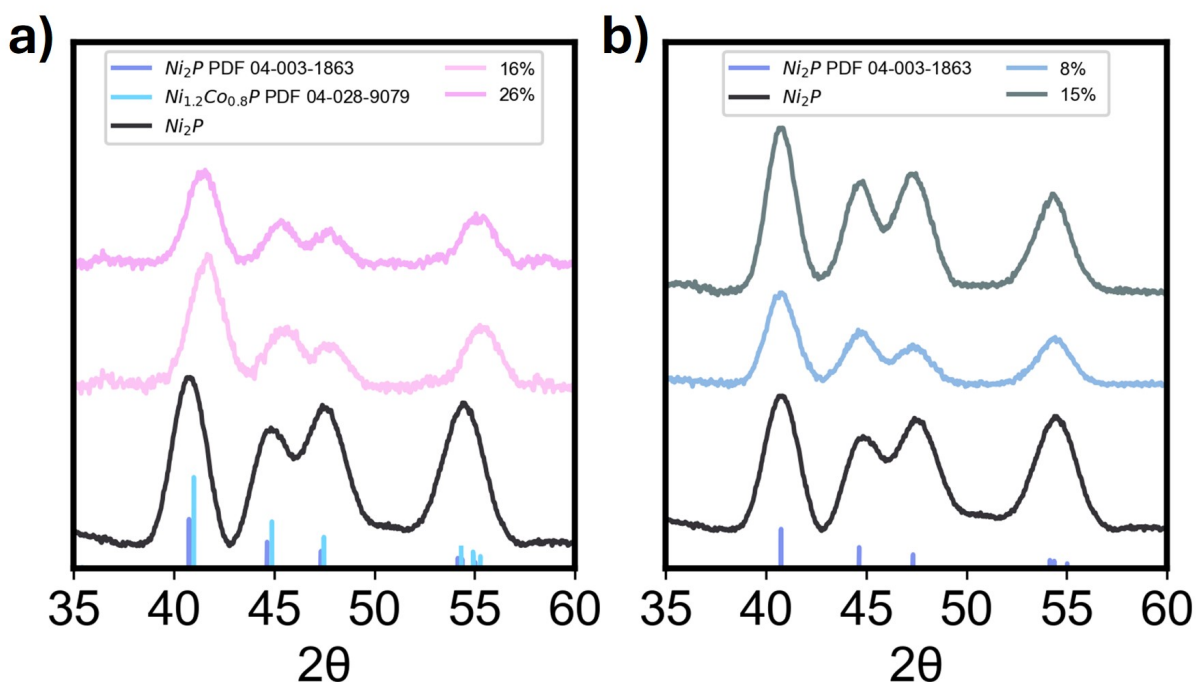 a)
Ni₂P PDF 04-003-1863
Ni₁.₂Co₀.₈P PDF 04-028-9079
Ni₂P
16%
26%
35 40 45 50 55 60
2θ
b)
Ni₂P PDF 04-003-1863
Ni₂P
8%
15%
35 40 45 50 55 60
2θ